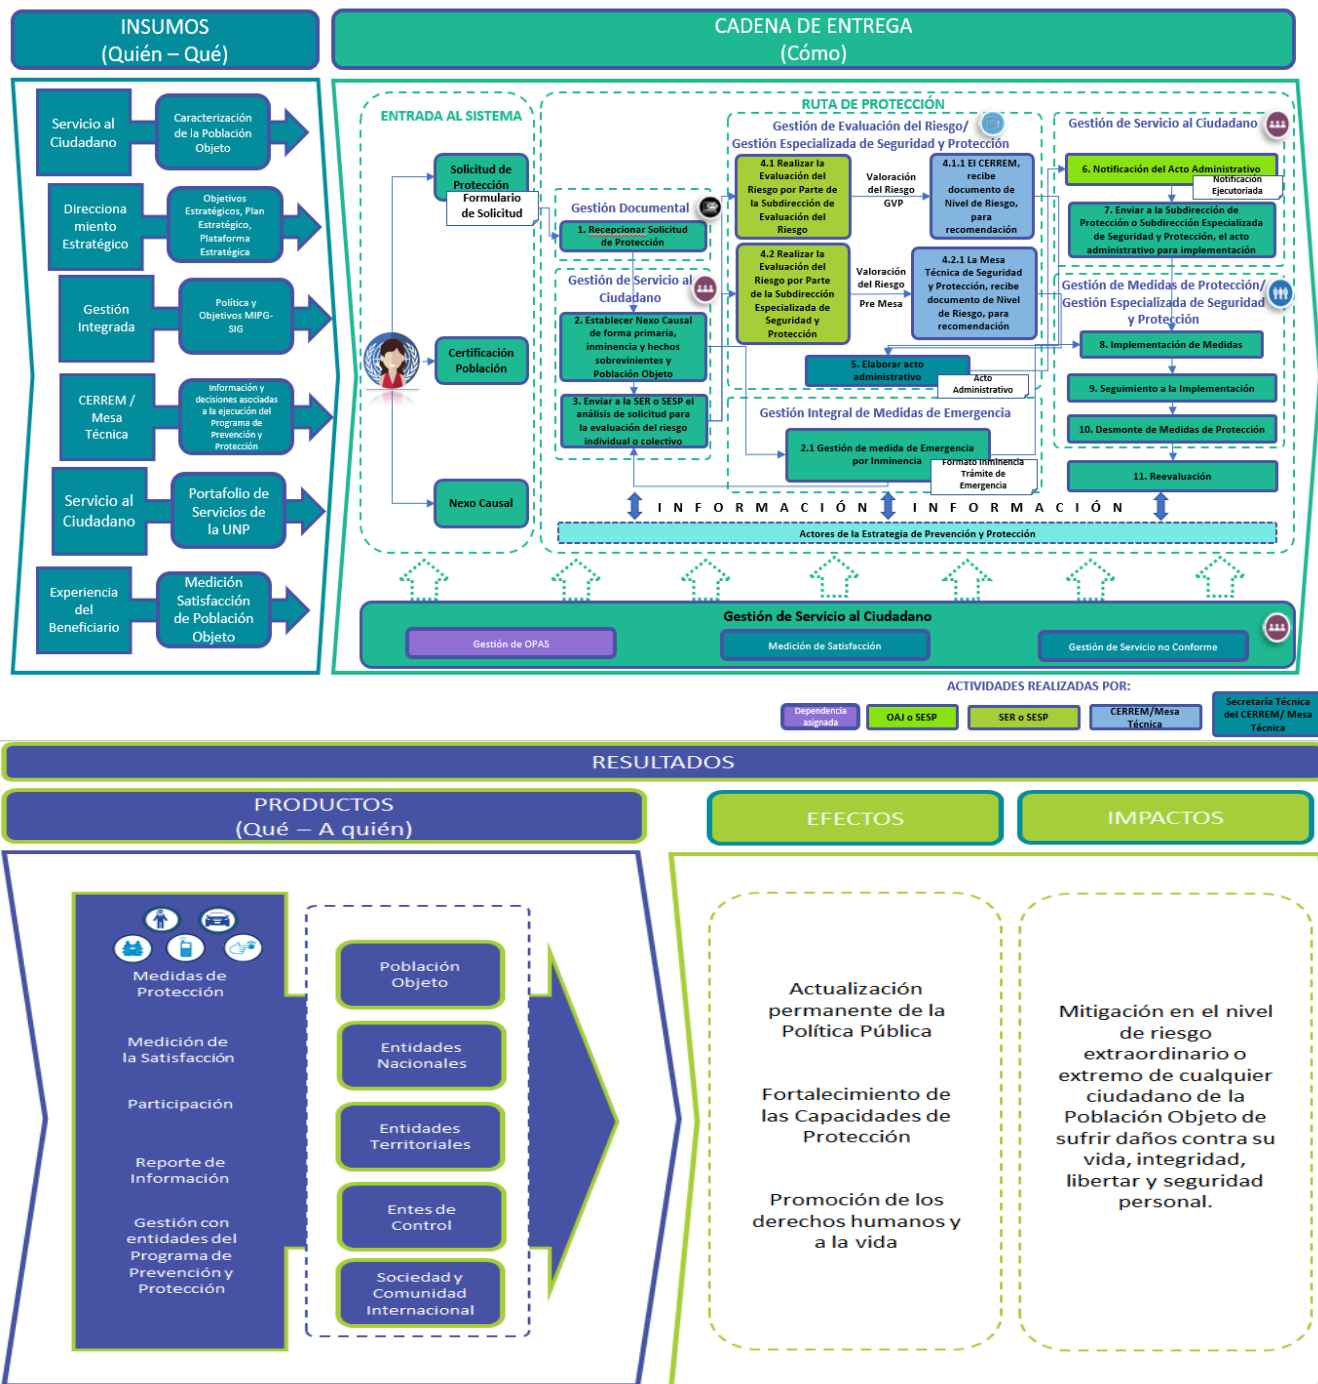 INSUMOS
(Quién – Qué)
CADENA DE ENTREGA
(Cómo)
Servicio al
Ciudadano
Caracterización
de la Población
Objeto
Direcciona
miento
Estratégico
Objetivos
Estratégicos, Plan
Estratégico,
Plataforma
Estratégica
Gestión
Integrada
Política y
Objetivos MIPG-
SIG
CERREM /
Mesa
Técnica
Información y
decisiones asociadas
a la ejecución del
Programa de
Prevención y
Protección
Servicio al
Ciudadano
Portafolio de
Servicios de
la UNP
Experiencia
del
Beneficiario
Medición
Satisfacción
de Población
Objeto
ENTRADA AL SISTEMA
Solicitud de
Protección
Formulario
de Solicitud
Certificación
Población
Nexo Causal
RUTA DE PROTECCIÓN
Gestión Documental
1. Recepcionar Solicitud
de Protección
Gestión de Servicio al
Ciudadano
2. Establecer Nexo Causal
de forma primaria,
inminencia y hechos
sobrevinientes y
Población Objeto
3. Enviar a la SER o SESP el
análisis de solicitud para
la evaluación del riesgo
individual o colectivo
Gestión de Evaluación del Riesgo/
Gestión Especializada de Seguridad y Protección
4.1 Realizar la
Evaluación del
Riesgo por Parte de
la Subdirección de
Evaluación del
Riesgo
Valoración
del Riesgo
GVP
4.1.1 El CERREM,
recibe
documento de
Nivel de Riesgo,
para
recomendación
4.2 Realizar la
Evaluación del
Riesgo por Parte
de la Subdirección
Especializada de
Seguridad y
Protección
Valoración
del Riesgo
Pre Mesa
4.2.1 La Mesa
Técnica de Seguridad
y Protección, recibe
documento de Nivel
de Riesgo, para
recomendación
5. Elaborar acto
administrativo
Acto
Administrativo
Gestión Integral de Medidas de Emergencia
2.1 Gestión de medida de Emergencia
por Inminencia
Formato Inminencia
Trámite de
Emergencia
Gestión de Servicio al Ciudadano
6. Notificación del Acto Administrativo
Notificación
Ejecutoriada
7. Enviar a la Subdirección de
Protección o Subdirección Especializada
de Seguridad y Protección, el acto
administrativo para implementación
Gestión de Medidas de Protección/
Gestión Especializada de Seguridad
y Protección
8. Implementación de Medidas
9. Seguimiento a la Implementación
10. Desmonte de Medidas de Protección
11. Reevaluación
I N F O R M A C I Ó N I N F O R M A C I Ó N
Actores de la Estrategia de Prevención y Protección
Gestión de Servicio al Ciudadano
Gestión de OPAS
Medición de Satisfacción
Gestión de Servicio no Conforme
ACTIVIDADES REALIZADAS POR:
Dependencia
asignada
OAJ o SESP
SER o SESP
CERREM/Mesa
Técnica
Secretaría Técnica
del CERREM/ Mesa
Técnica
RESULTADOS
PRODUCTOS
(Qué – A quién)
EFECTOS
IMPACTOS
Medidas de
Protección
Medición de
la Satisfacción
Participación
Reporte de
Información
Gestión con
entidades del
Programa de
Prevención y
Protección
Población
Objeto
Entidades
Nacionales
Entidades
Territoriales
Entes de
Control
Sociedad y
Comunidad
Internacional
Actualización
permanente de la
Política Pública
Fortalecimiento de
las Capacidades de
Protección
Promoción de los
derechos humanos y
a la vida
Mitigación en el nivel
de riesgo
extraordinario o
extremo de cualquier
ciudadano de la
Población Objeto de
sufrir daños contra su
vida, integridad,
libertar y seguridad
personal.